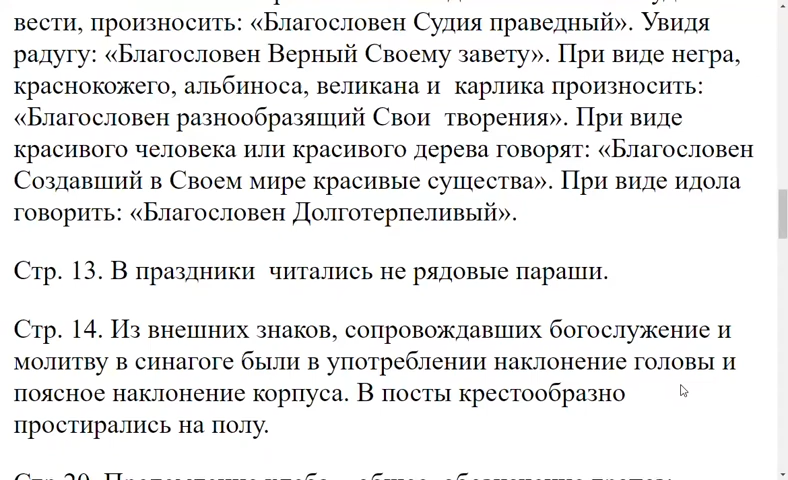 вести, произносить: «Благословен Судия праведный». Увидя
радугу: «Благословен Верный Своему завету». При виде негра,
краснокожего, альбиноса, великана и карлика произносить:
«Благословен разнообразящий Свои творения». При виде
красивого человека или красивого дерева говорят: «Благословен
Создавший в Своем мире красивые существа». При виде идола
говорить: «Благословен Долготерпеливый».
Стр. 13. В праздники читались не рядовые параши.
Стр. 14. Из внешних знаков, сопровождавших богослужение и
молитву в синагоге были в употреблении наклонение головы и
поясное наклонение корпуса. В посты крестообразно
простирались на полу.